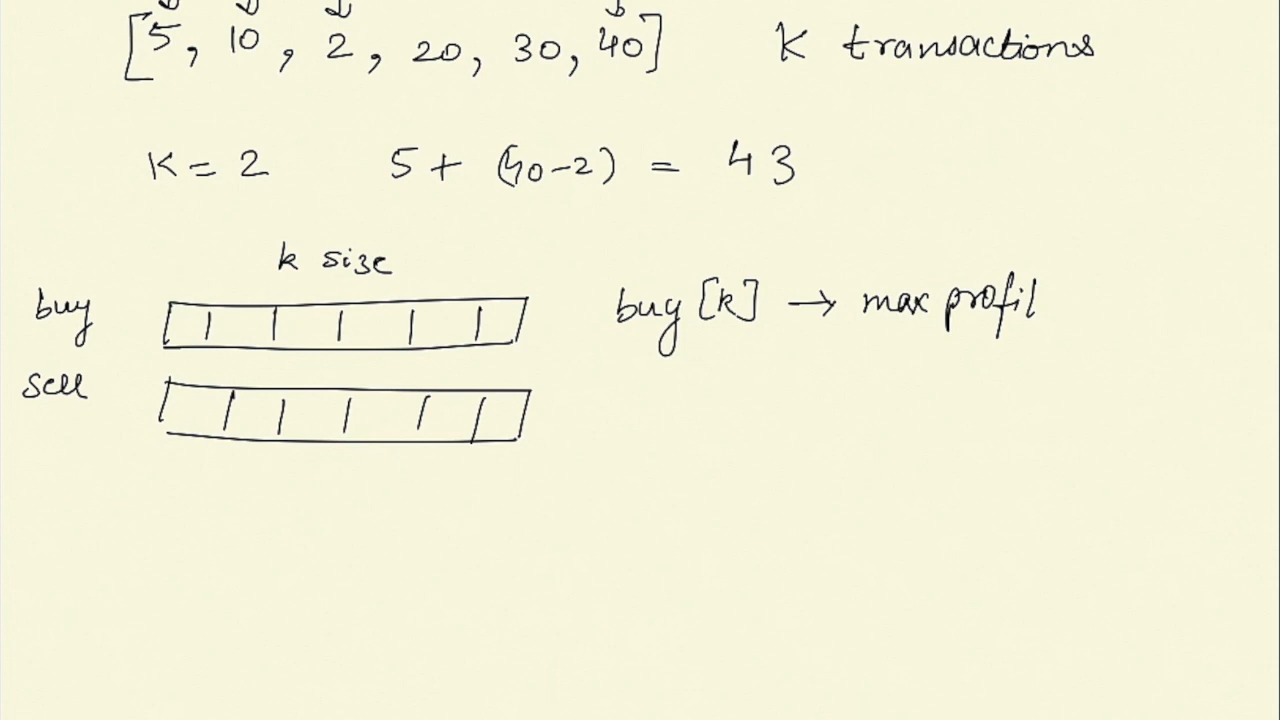 [5, 10, 2, 20, 30, 40] K transactions
K = 2 5 + (40-2) = 43
k size
buy buy [k] → max profil
sell